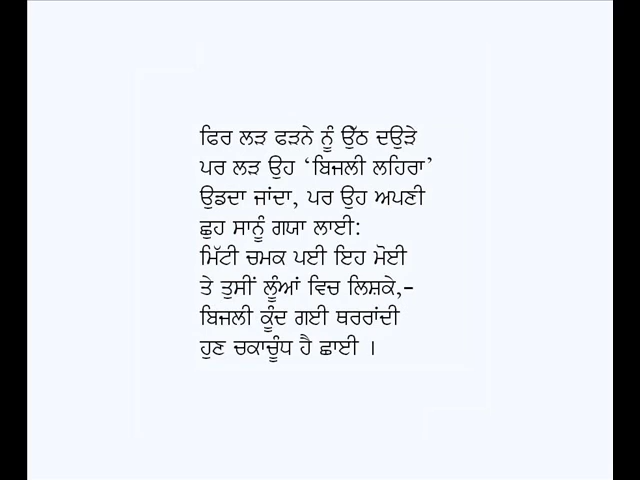 ਫਿਰ ਲੜ ਫੜਨੇ ਨੂੰ ਉੱਠ ਦਉੜੇ
ਪਰ ਲੜ ਉਹ ‘ਬਿਜਲੀ ਲਹਿਰਾ’
ਉਡਦਾ ਜਾਂਦਾ, ਪਰ ਉਹ ਅਪਣੀ
ਛੁਹ ਸਾਨੂੰ ਗਯਾ ਲਾਈ:
ਮਿੱਟੀ ਚਮਕ ਪਈ ਇਹ ਮੋਈ
ਤੇ ਤੁਸੀਂ ਲੂੰਆਂ ਵਿਚ ਲਿਸ਼ਕੇ,-
ਬਿਜਲੀ ਕੂੰਦ ਗਈ ਥਰਰਾਂਦੀ
ਹੁਣ ਚਕਾਚੂੰਧ ਹੈ ਛਾਈ ।